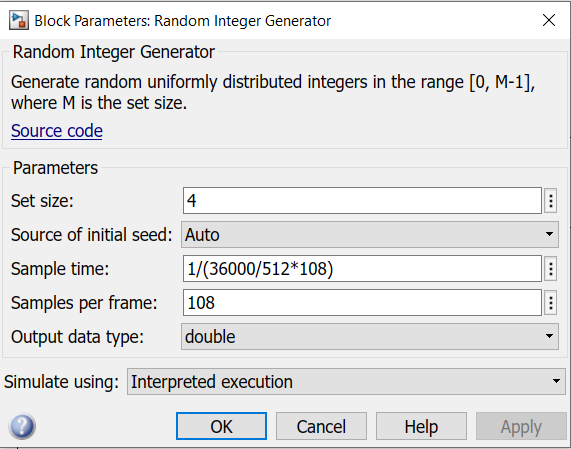 Block Parameters: Random Integer Generator
Random Integer Generator
Generate random uniformly distributed integers in the range [0, M-1],
where M is the set size.
Source code
Parameters
Set size: 4
Source of initial seed: Auto
Sample time: 1/(36000/512*108)
Samples per frame: 108
Output data type: double
Simulate using: Interpreted execution
? OK Cancel Help Apply